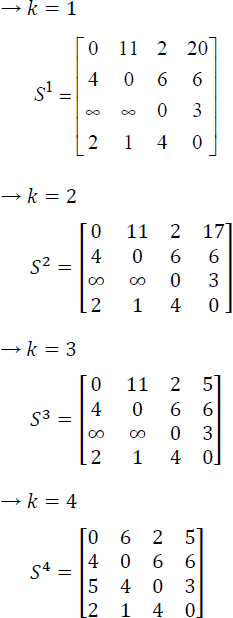 → k = 1
S¹ = [0 11 2 20
4 0 6 6
∞ ∞ 0 3
2 1 4 0]
→ k = 2
S² = [0 11 2 17
4 0 6 6
∞ ∞ 0 3
2 1 4 0]
→ k = 3
S³ = [0 11 2 5
4 0 6 6
∞ ∞ 0 3
2 1 4 0]
→ k = 4
S⁴ = [0 6 2 5
4 0 6 6
5 4 0 3
2 1 4 0]